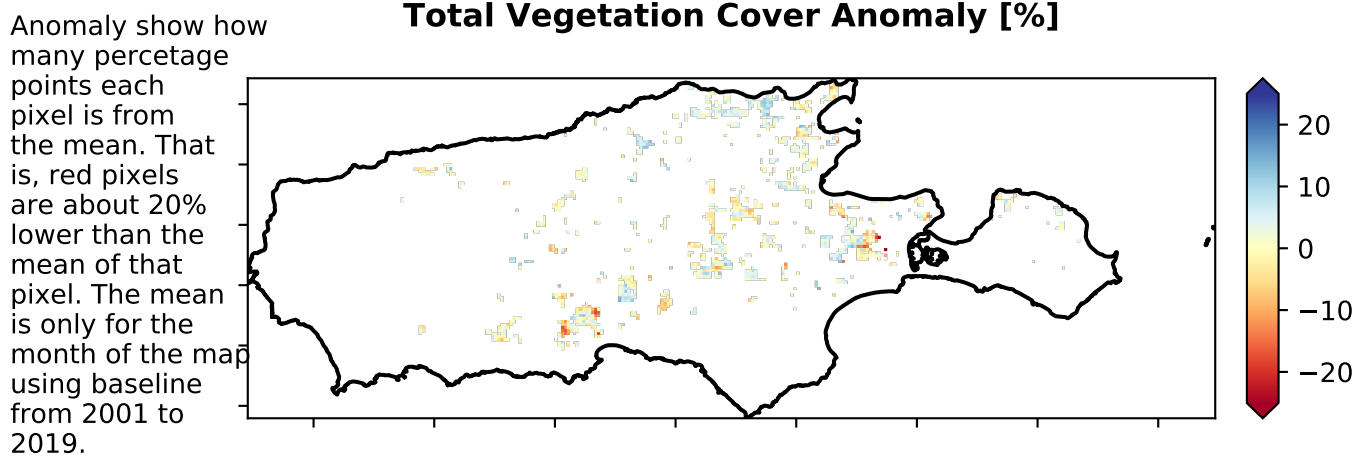 Total Vegetation Cover Anomaly [%]
Anomaly show how
many percetage
points each
pixel is from
the mean. That
is, red pixels
are about 20%
lower than the
mean of that
pixel. The mean
is only for the
month of the map
using baseline
from 2001 to
2019.
20
10
0
−10
−20